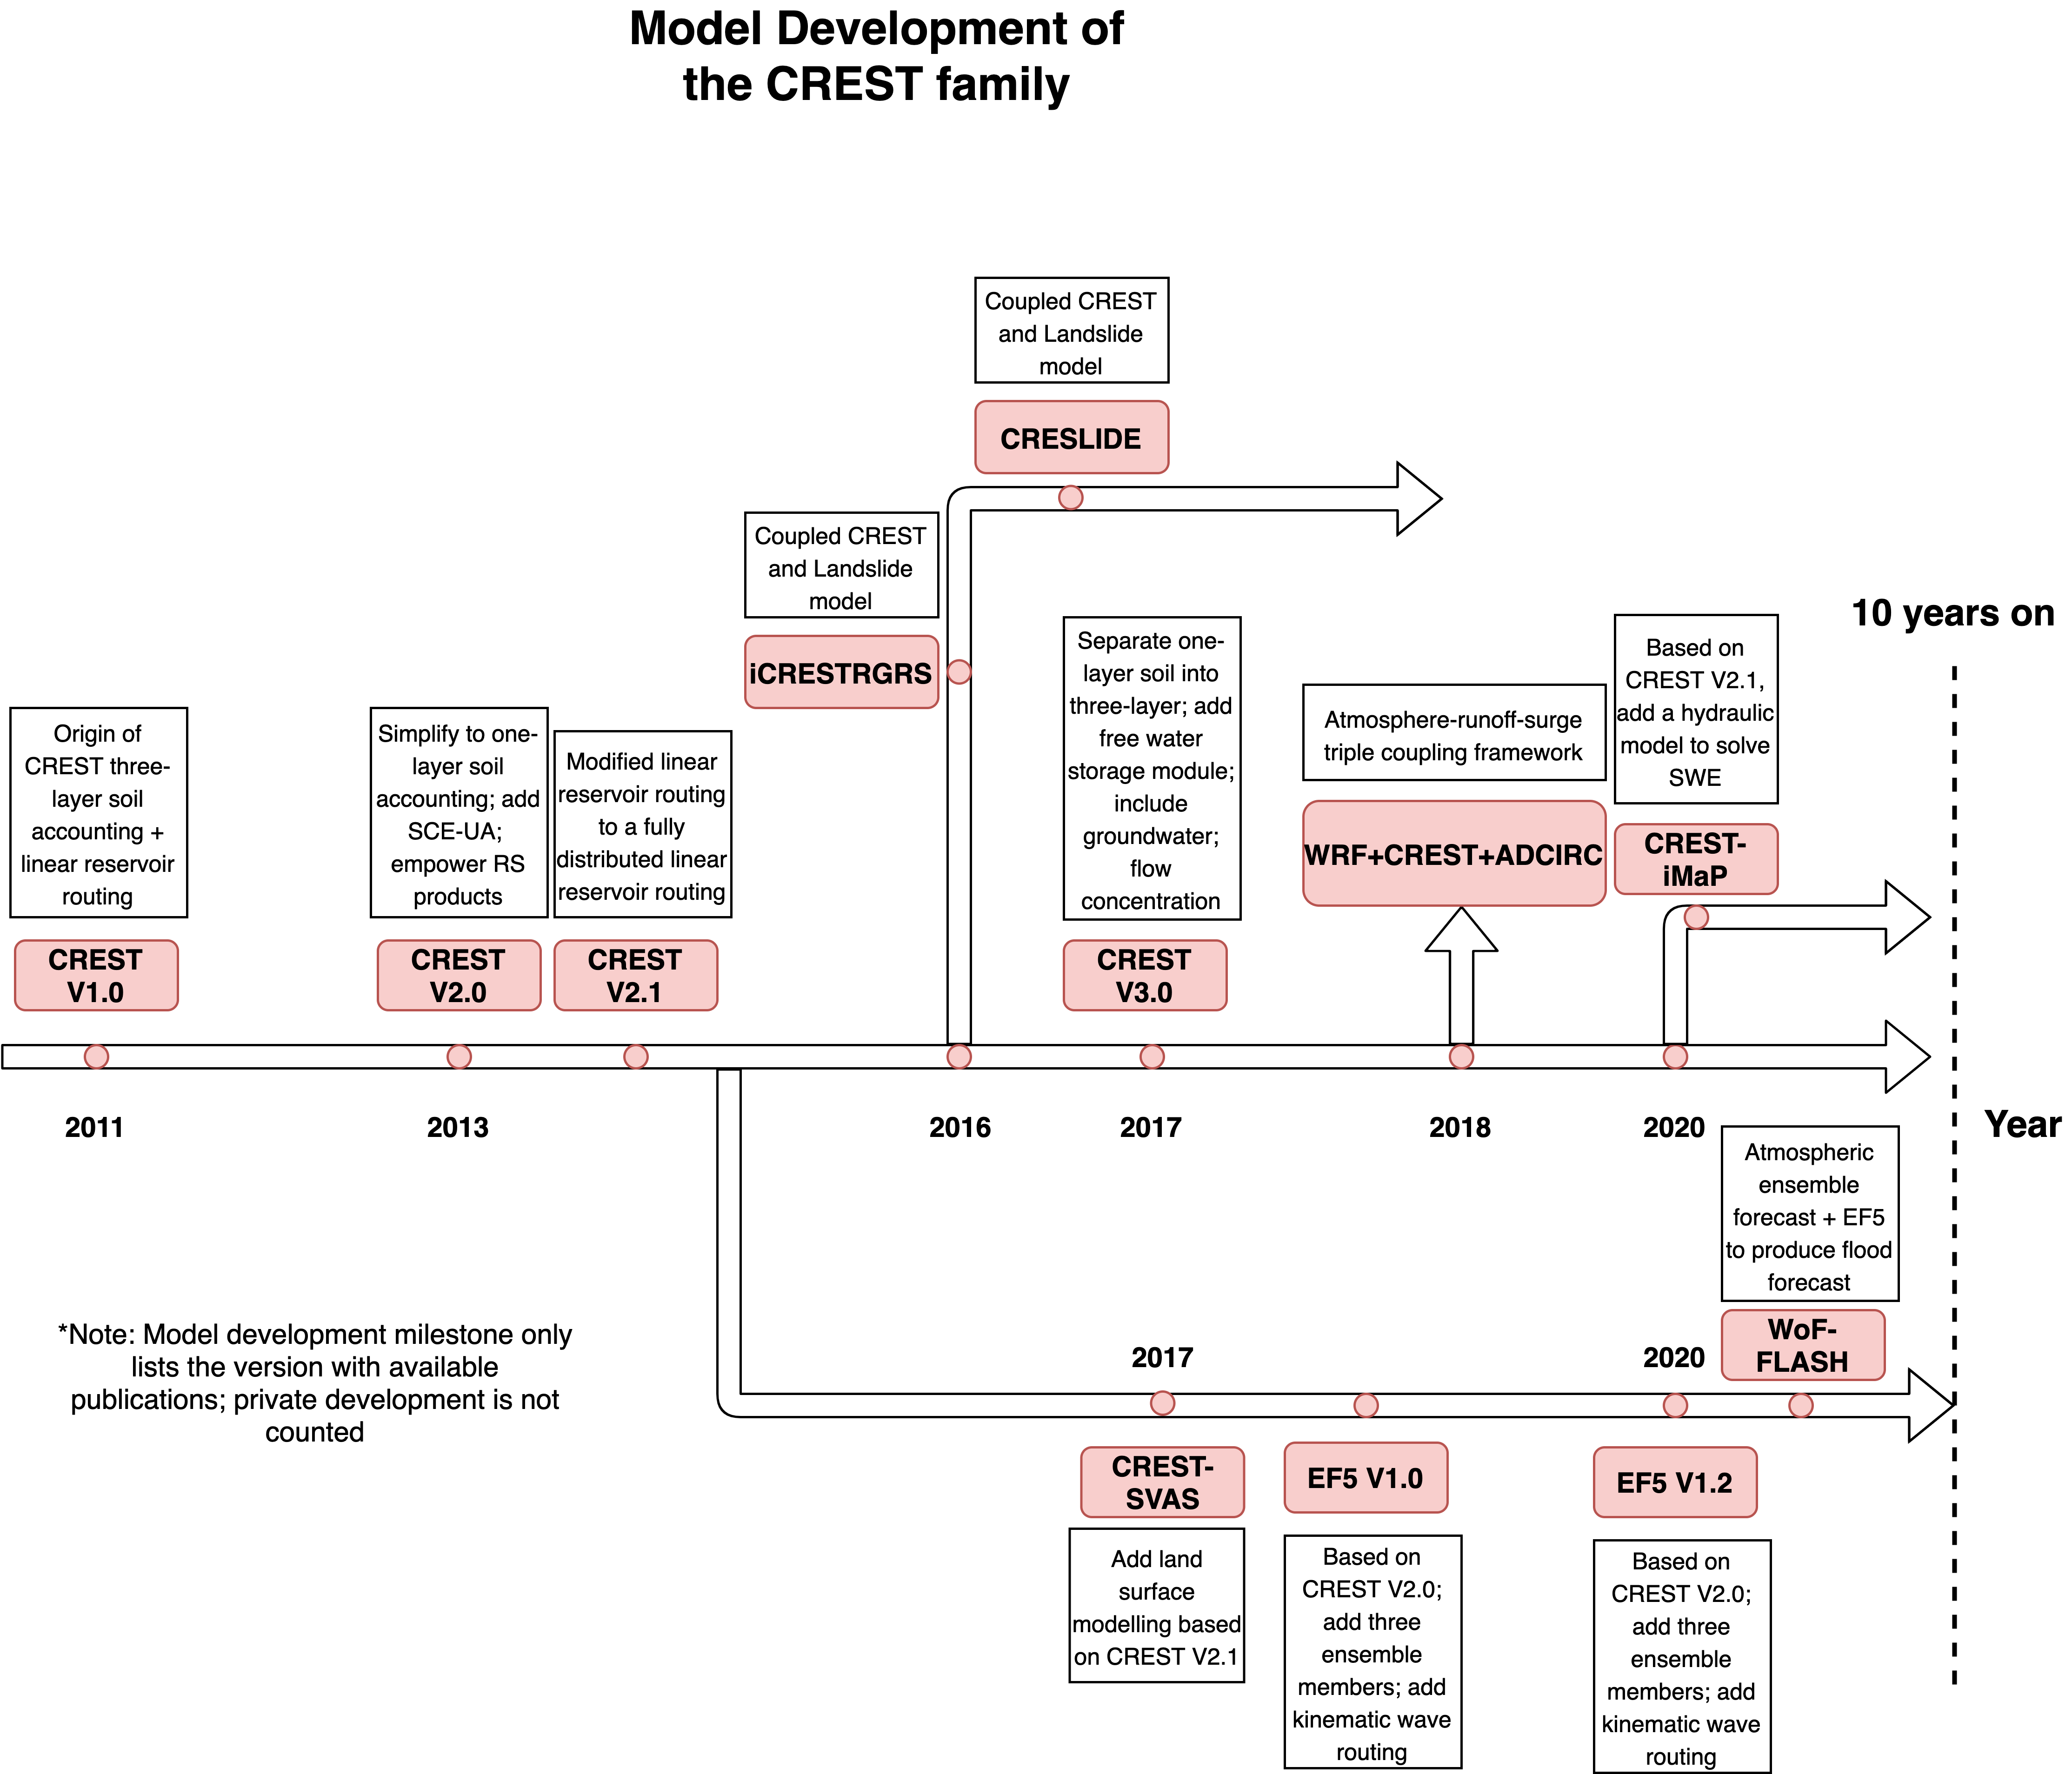 Model Development of
the CREST family
Coupled CREST
and Landslide
model
CRESLIDE
Coupled CREST
and Landslide
model
iCRESTRGRS
10 years on
Origin of
CREST three-
layer soil
accounting +
linear reservoir
routing
CREST
V1.0
Simplify to one-
layer soil
accounting; add
SCE-UA;
empower RS
products
CREST
V2.0
Modified linear
reservoir routing
to a fully
distributed linear
reservoir routing
CREST
V2.1
Separate one-
layer soil into
three-layer; add
free water
storage module;
include
groundwater;
flow
concentration
CREST
V3.0
Atmosphere-runoff-surge
triple coupling framework
WRF+CREST+ADCIRC
Based on
CREST V2.1,
add a hydraulic
model to solve
SWE
CREST-
iMaP
2011
2013
2016
2017
2018
2020
Year
Atmospheric
ensemble
forecast + EF5
to produce flood
forecast
WoF-
FLASH
*Note: Model development milestone only
lists the version with available
publications; private development is not
counted
2017
2020
CREST-
SVAS
Add land
surface
modelling based
on CREST V2.1
EF5 V1.0
Based on
CREST V2.0;
add three
ensemble
members; add
kinematic wave
routing
EF5 V1.2
Based on
CREST V2.0;
add three
ensemble
members; add
kinematic wave
routing